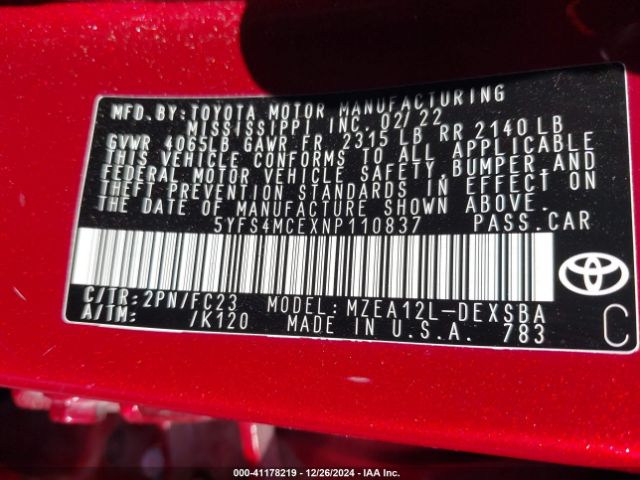 MFD.BY:TOYOTA MOTOR MANUFACTURING
MISSISSIPPI INC. 02/22
GVWR 4065LB GAWR FR 2315 LB RR 2140 LB
THIS VEHICLE CONFORMS TO ALL APPLICABLE
FEDERAL MOTOR VEHICLE SAFETY, BUMPER, AND
THEFT PREVENTION STANDARDS IN EFFECT ON
THE DATE OF MANUFACTURE SHOWN ABOVE.
5YFS4MCEXNP110837 PASS.CAR
C/TR: 2PN/FC23 MODEL: MZEA12L-DEXSBA
A/TM: /K120 MADE IN U.S.A. 783
C
000-41178219 - 12/26/2024 - IAA Inc.